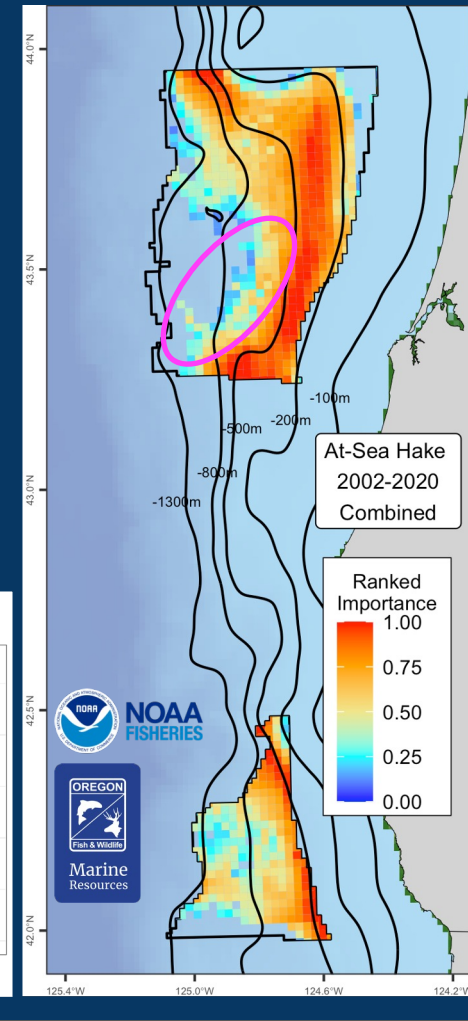 44.0°N
43.5°N
43.0°N
42.5°N
42.0°N
-100m
-200m
-500m
-800m
-1300m
At-Sea Hake
2002-2020
Combined
Ranked
Importance
1.00
0.75
0.50
0.25
0.00
NOAA
NOAA
FISHERIES
OREGON
Fish & Wildlife
Marine
Resources
125.4°W
125.0°W
124.6°W
124.2°W